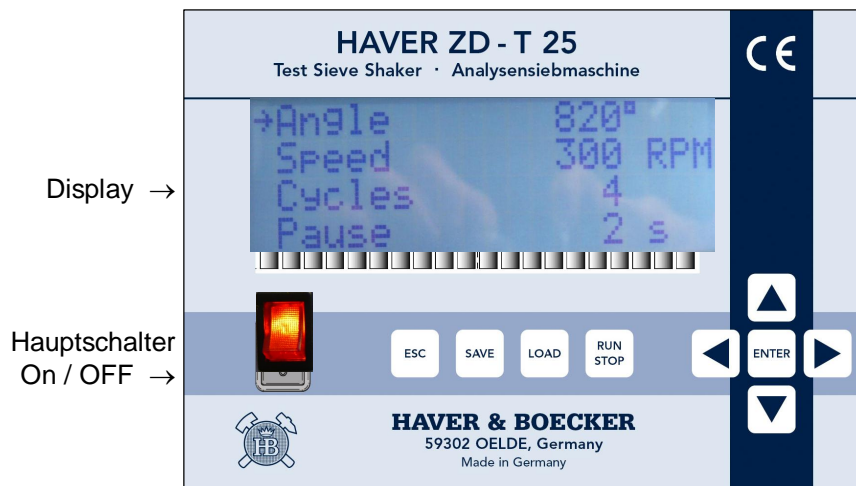 HAVER ZD - T 25
Test Sieve Shaker · Analysensiebmaschine
CE
→Angle 820°
Speed 300 RPM
Cycles 4
Pause 2 s
Display →
Hauptschalter
On / OFF →
ESC
SAVE
LOAD
RUN
STOP
ENTER
HB
HAVER & BOECKER
59302 OELDE, Germany
Made in Germany